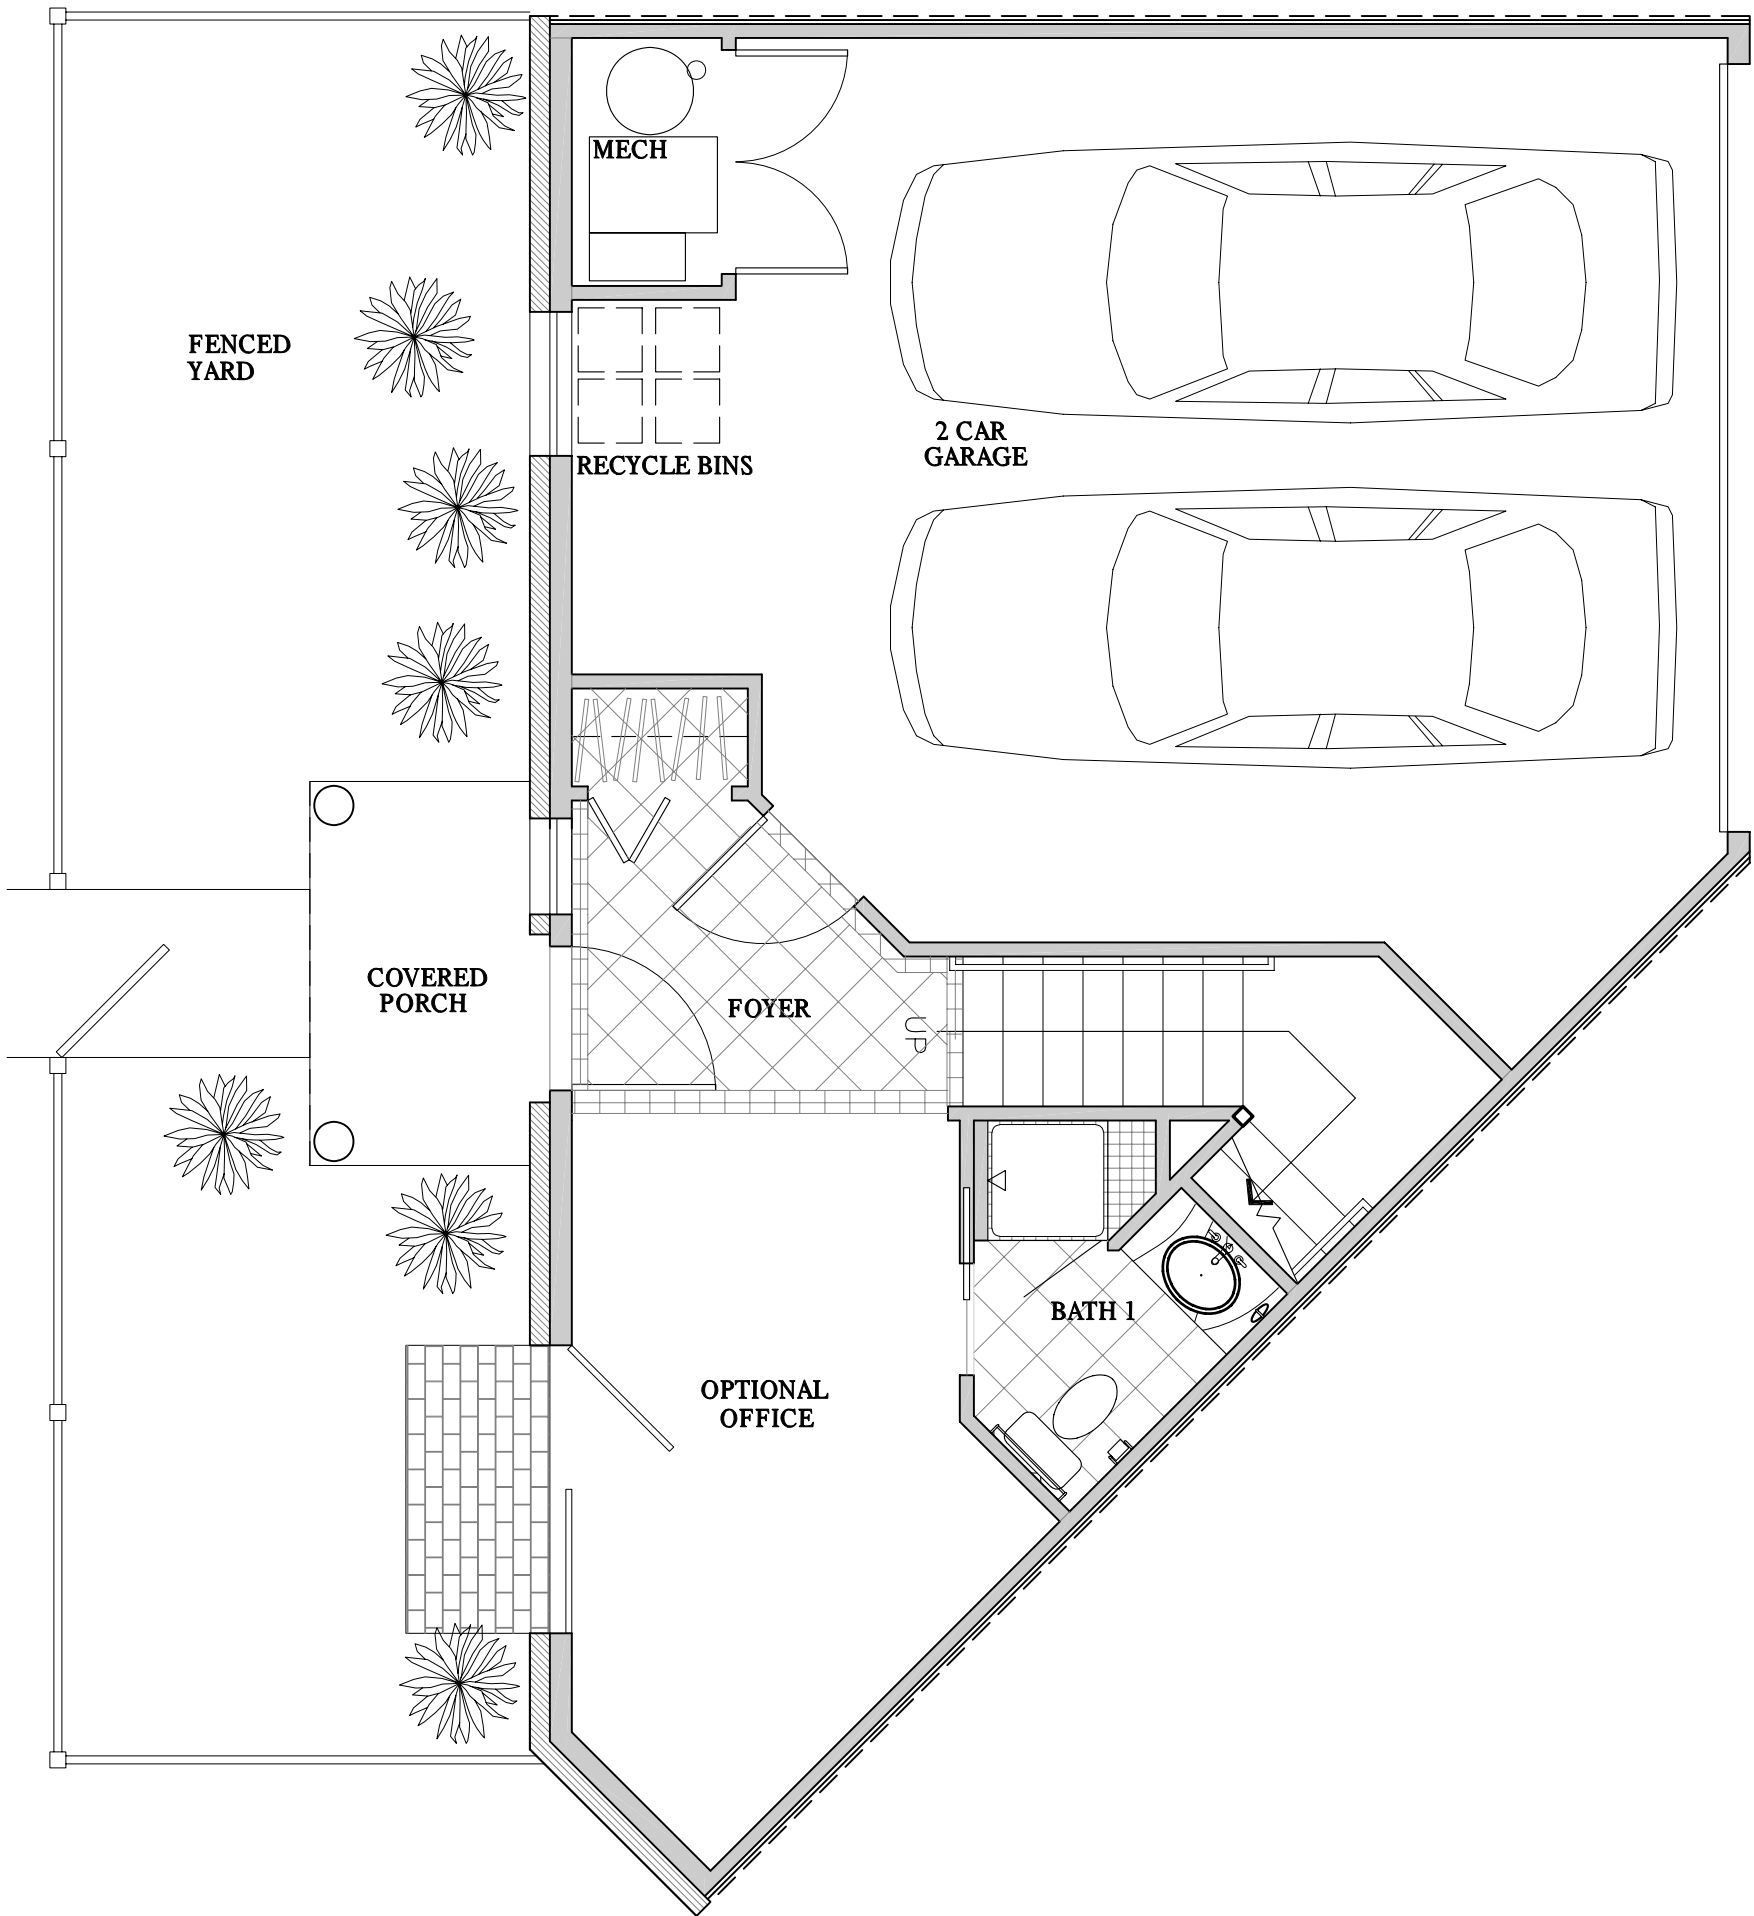 MECH
FENCED
YARD
RECYCLE BINS
2 CAR
GARAGE
COVERED
PORCH
FOYER
UP
BATH 1
OPTIONAL
OFFICE